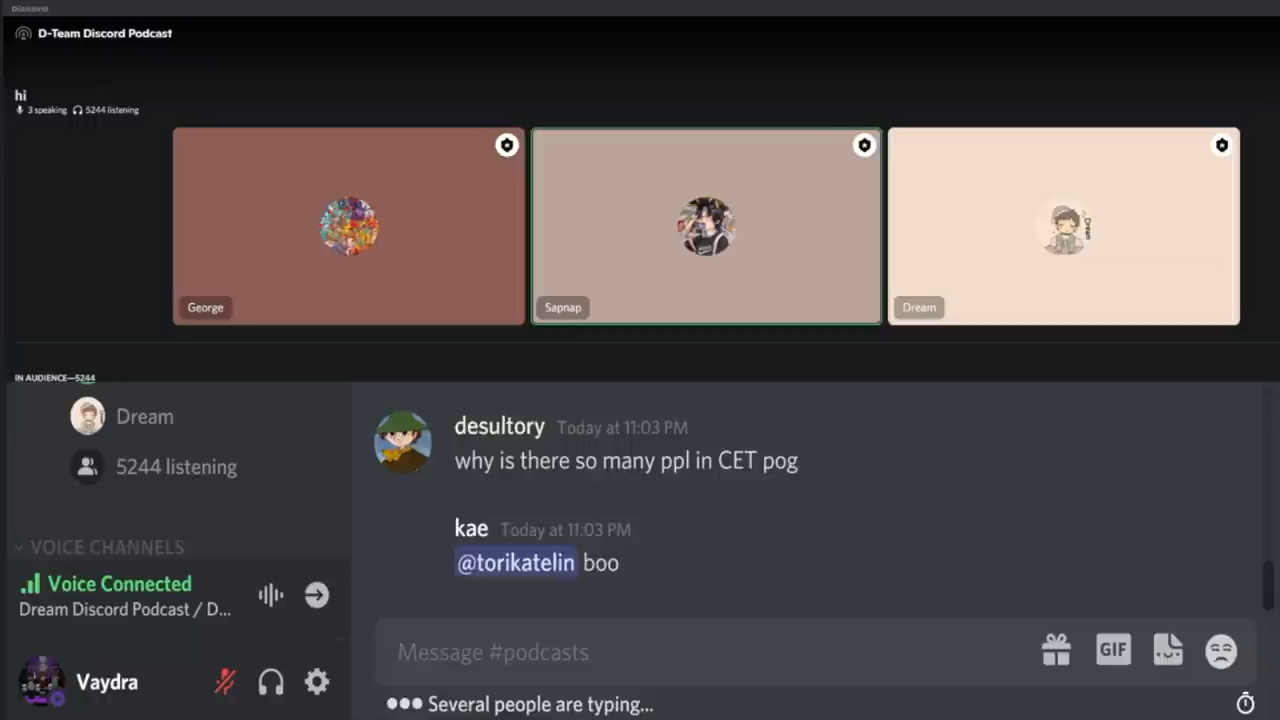 Discord
D-Team Discord Podcast
hi
3 speaking 5244 listening
George
Sapnap
Dream
Dream
IN AUDIENCE—5244
Dream
5244 listening
VOICE CHANNELS
Voice Connected
Dream Discord Podcast / D...
Vaydra
desultory Today at 11:03 PM
why is there so many ppl in CET pog
kae Today at 11:03 PM
@torikatelin boo
Message #podcasts
GIF
Several people are typing...